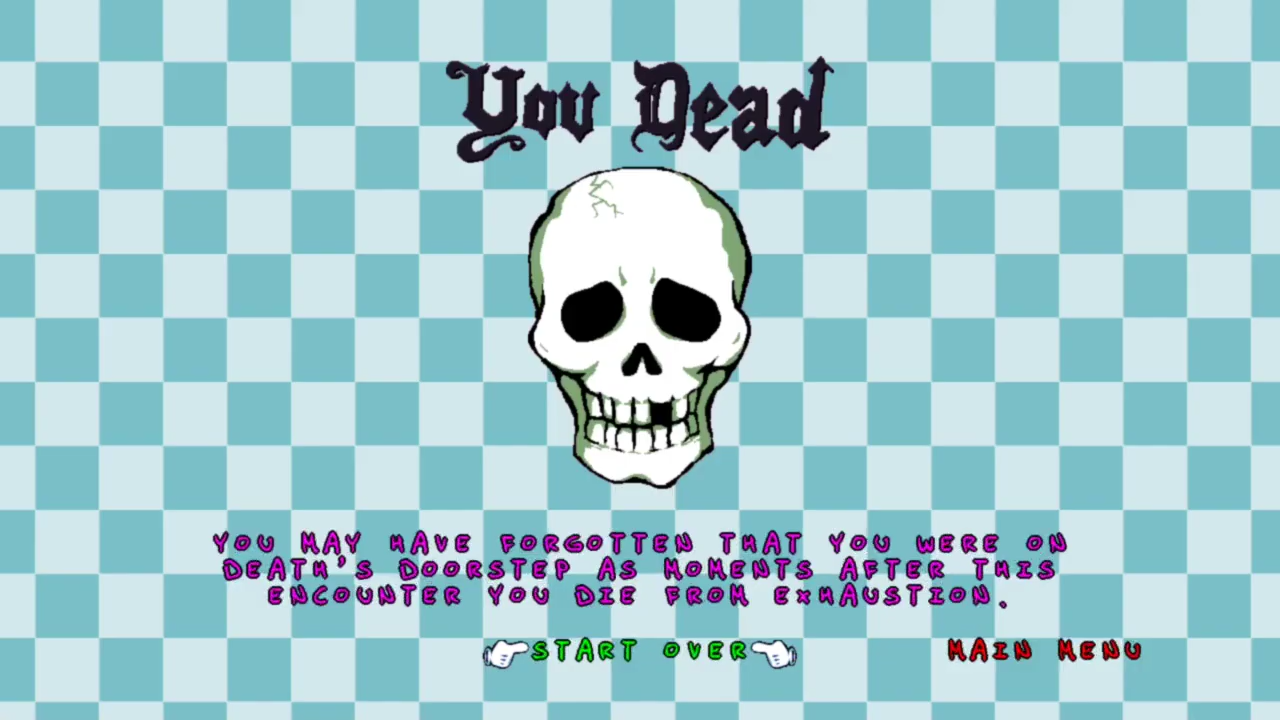 You Dead
YOU MAY HAVE FORGOTTEN THAT YOU WERE ON
DEATH'S DOORSTEP AS MOMENTS AFTER THIS
ENCOUNTER YOU DIE FROM EXHAUSTION.
START OVER
MAIN MENU